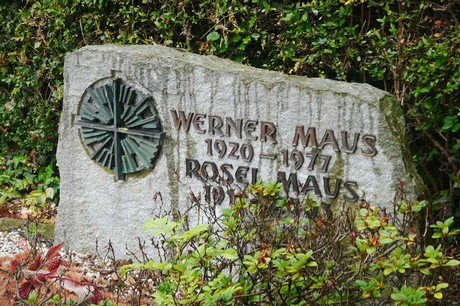 WERNER MAUS
1920 – 1977
ROSEL MAUS